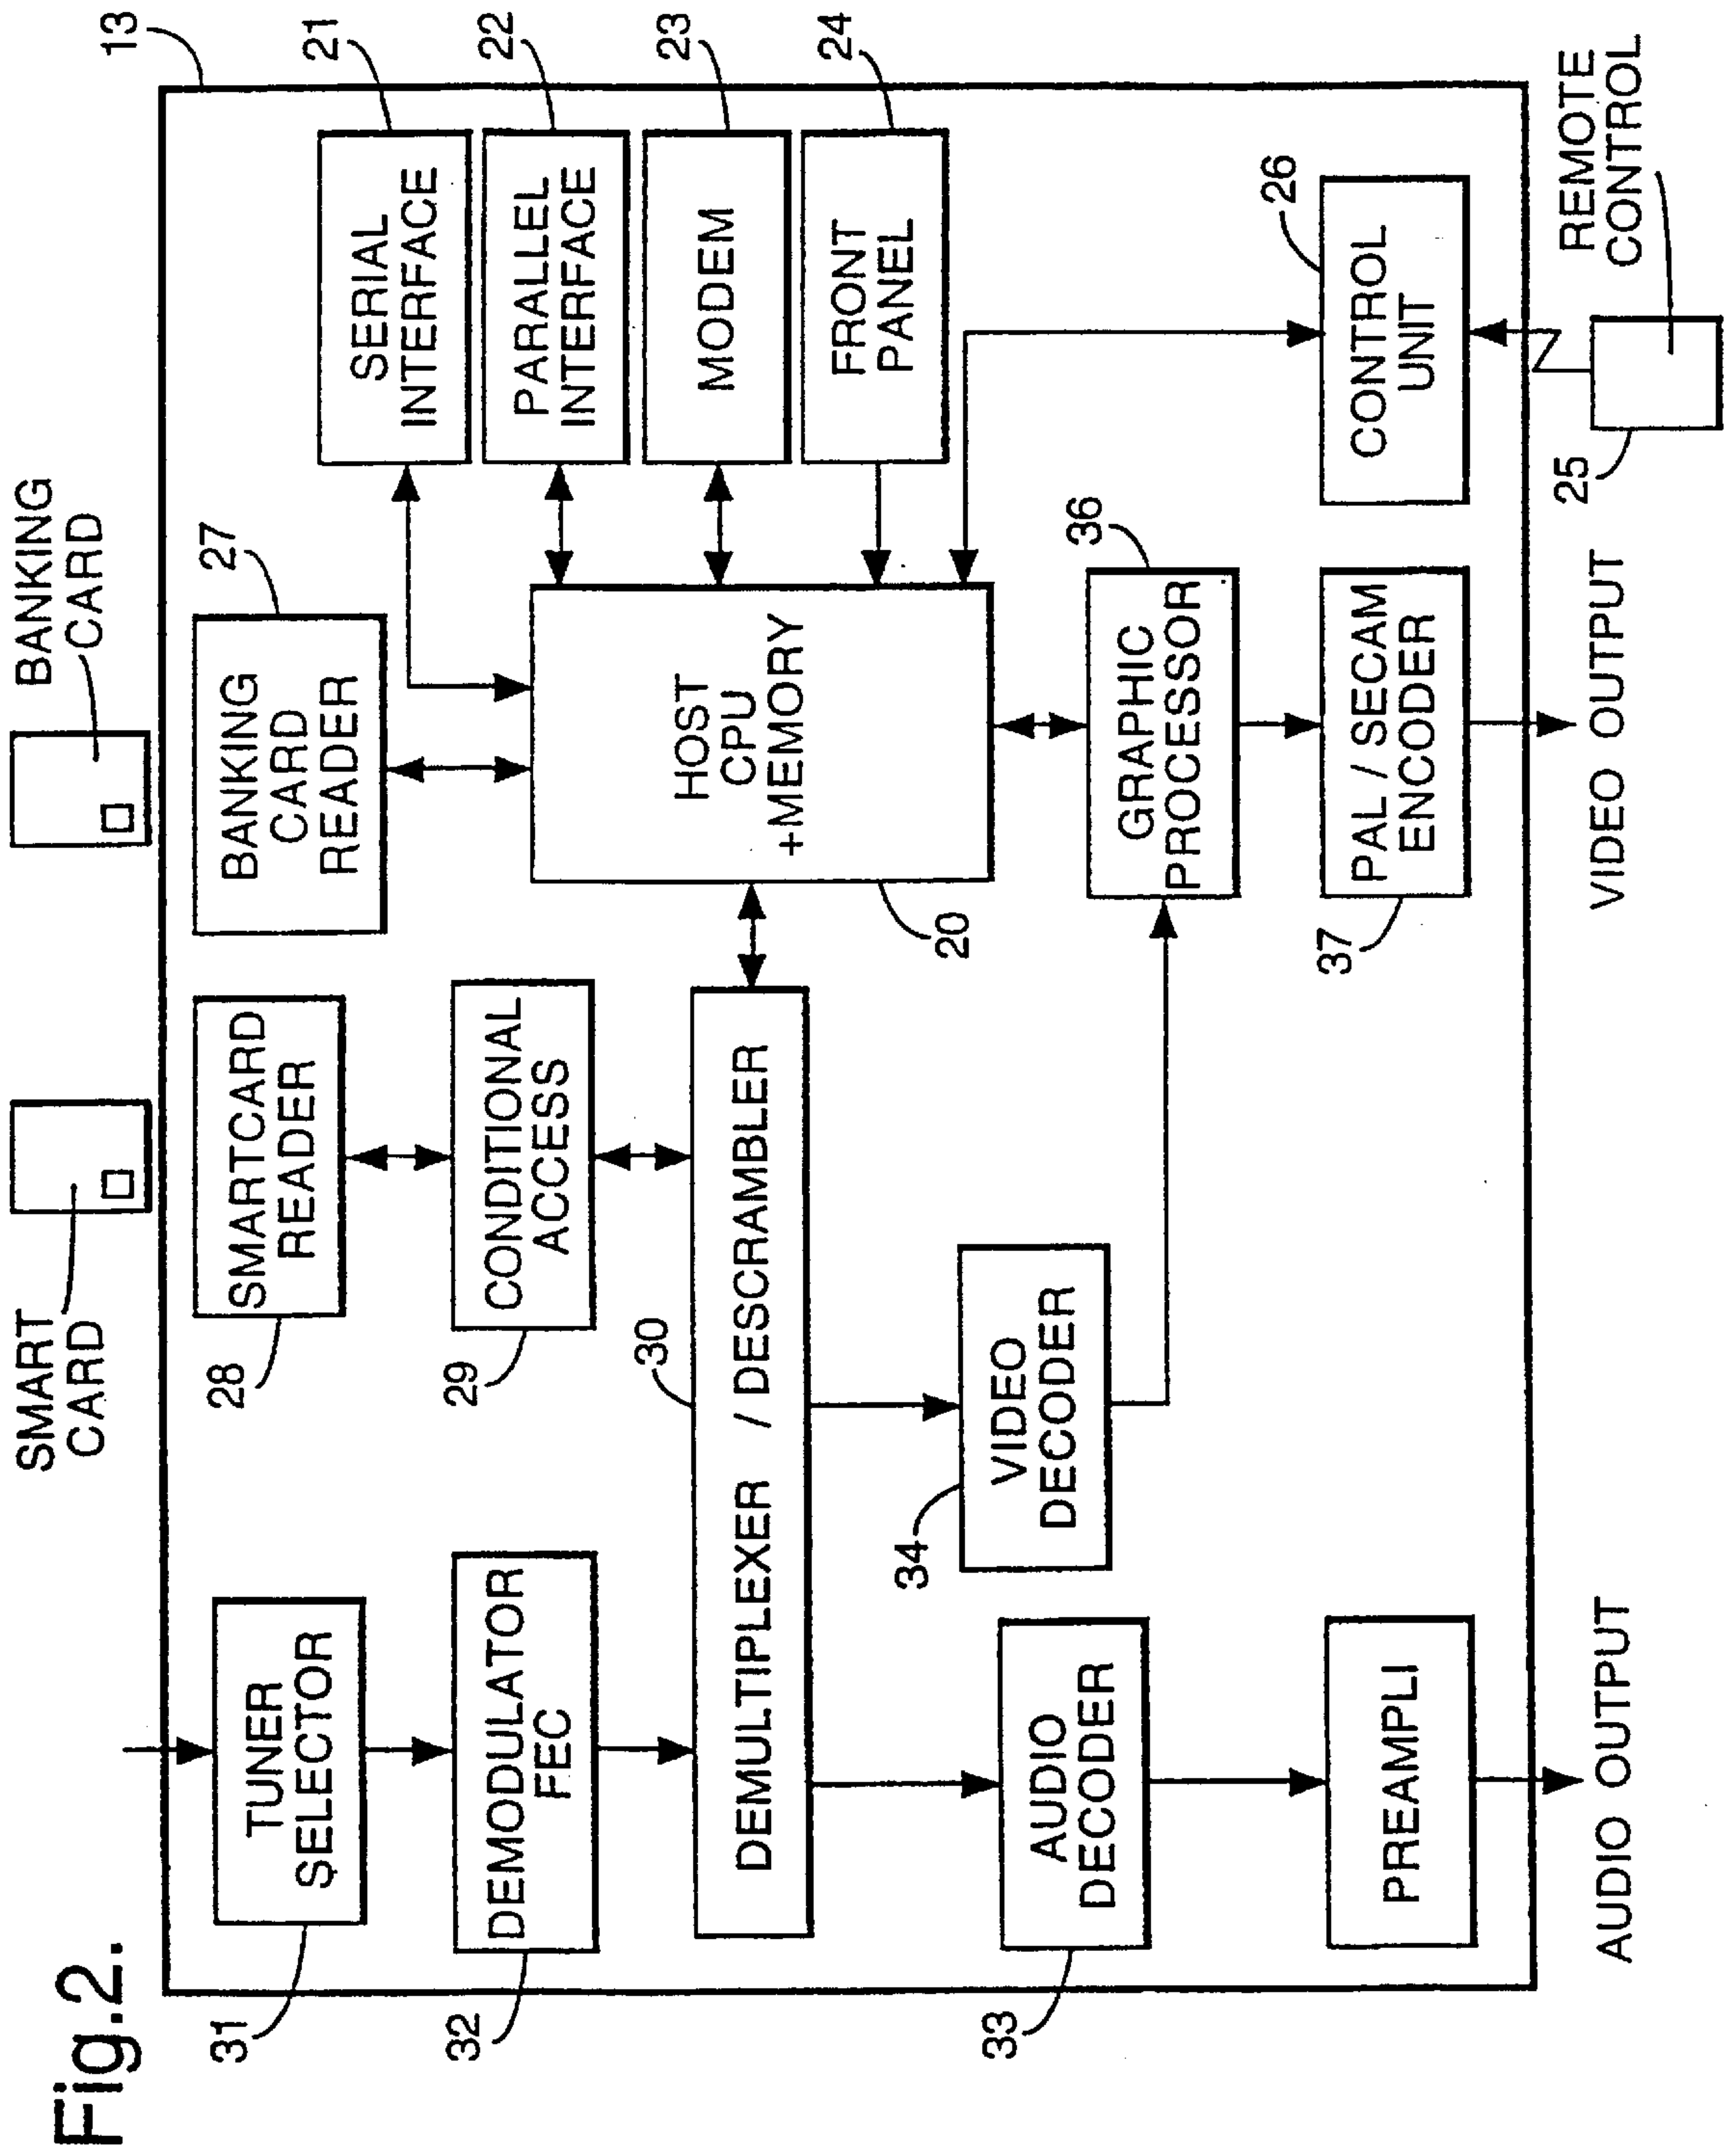 Fig.2.
SMART
CARD
BANKING
CARD
13
31
TUNER
SELECTOR
28
SMARTCARD
READER
27
BANKING
CARD
READER
21
SERIAL
INTERFACE
22
PARALLEL
INTERFACE
23
MODEM
24
FRONT
PANEL
32
DEMODULATOR
FEC
29
CONDITIONAL
ACCESS
30
DEMULTIPLEXER / DESCRAMBLER
20
HOST
CPU
+MEMORY
34
VIDEO
DECODER
36
GRAPHIC
PROCESSOR
26
CONTROL
UNIT
33
AUDIO
DECODER
PREAMPLI
37
PAL / SECAM
ENCODER
25
REMOTE
CONTROL
AUDIO OUTPUT
VIDEO OUTPUT